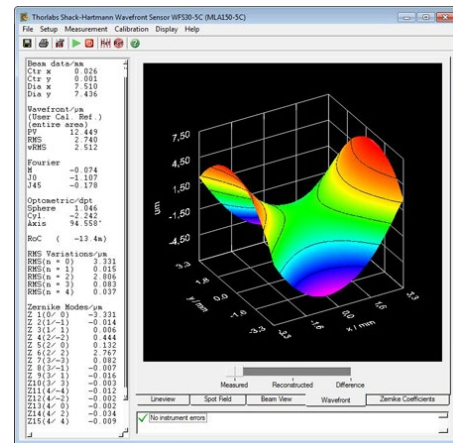 Thorlabs Shack-Hartmann Wavefront Sensor WFS30-5C (MLA150-5C)
File Setup Measurement Calibration Display Help
Beam data/mm
Ctr x 0.026
Ctr y 0.001
Dia x 7.510
Dia y 7.436
Wavefront/µm
(User Cal. Ref.)
(entire area)
PV 12.449
RMS 2.740
wRMS 2.512
Fourier
M -0.074
J0 -1.107
J45 -0.178
Optometric/dpt
Sphere 1.046
Cyl. -2.242
Axis 94.558°
RoC ( -13.4m)
RMS Variations/µm
RMS(n = 0) 3.331
RMS(n = 1) 0.015
RMS(n = 2) 2.806
RMS(n = 3) 0.083
RMS(n = 4) 0.037
Zernike Modes/µm
Z 1(0/ 0) -3.331
Z 2(1/-1) -0.014
Z 3(1/ 1) 0.006
Z 4(2/-2) 0.444
Z 5(2/ 0) 0.132
Z 6(2/ 2) 2.767
Z 7(3/-3) -0.082
Z 8(3/-1) -0.007
Z 9(3/ 1) 0.016
Z10(3/ 3) -0.003
Z11(4/-4) -0.012
Z12(4/-2) -0.002
Z13(4/ 0) -0.002
Z14(4/ 2) -0.034
Z15(4/ 4) -0.009
7,50
4,50
1,50
-1,50
-4,50
um
3,3
1,6
0,0
-1,6
-3,3
y / mm
-3,3
-1,6
0,0
1,6
3,3
x / mm
Measured Reconstructed Difference
Lineview Spot Field Beam View Wavefront Zernike Coefficients
No instrument errors